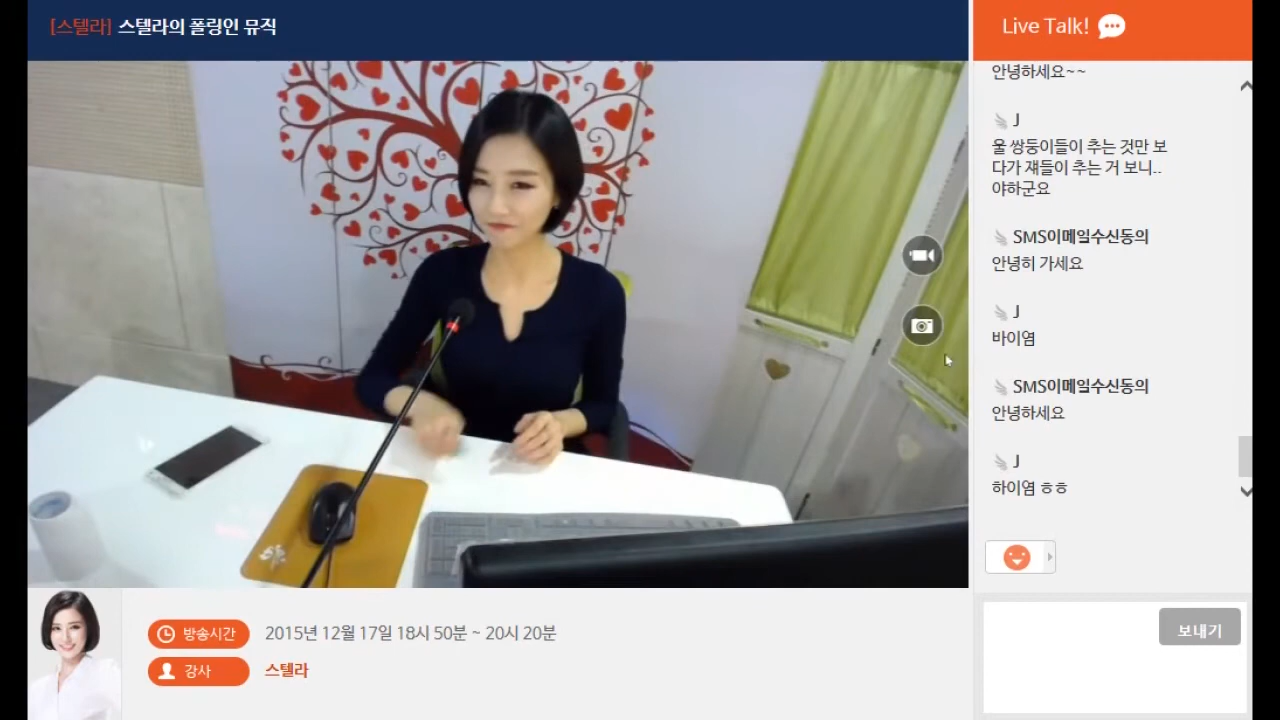 [스텔라] 스텔라의 폴링인 뮤직
Live Talk!
안녕하세요~~
J
울 쌍둥이들이 추는 것만 보
다가 쟤들이 추는 거 보니..
야하군요
SMS이메일수신동의
안녕히 가세요
J
바이염
SMS이메일수신동의
안녕하세요
J
하이염 ㅎㅎ
보내기
방송시간 2015년 12월 17일 18시 50분 ~ 20시 20분
강사 스텔라